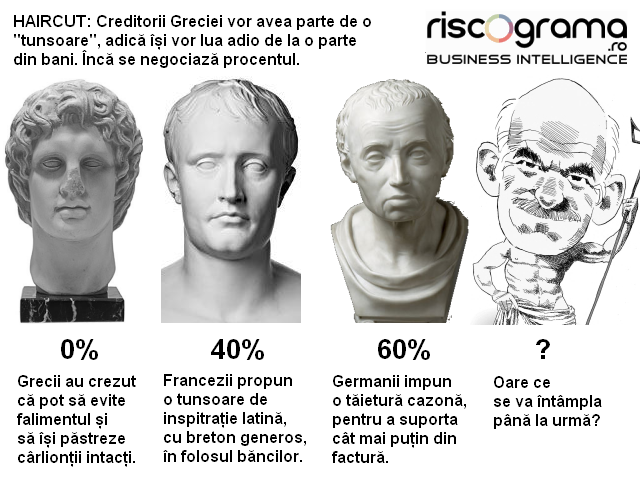 HAIRCUT: Creditorii Greciei vor avea parte de o
"tunsoare", adică își vor lua adio de la o parte
din bani. Încă se negociază procentul.
riscograma
.ro
BUSINESS INTELLIGENCE
0%
Grecii au crezut
că pot să evite
falimentul și
să își păstreze
cârlionții intacți.
40%
Francezii propun
o tunsoare de
inspitrație latină,
cu breton generos,
în folosul băncilor.
60%
Germanii impun
o tăietură cazonă,
pentru a suporta
cât mai puțin din
factură.
?
Oare ce
se va întâmpla
până la urmă?